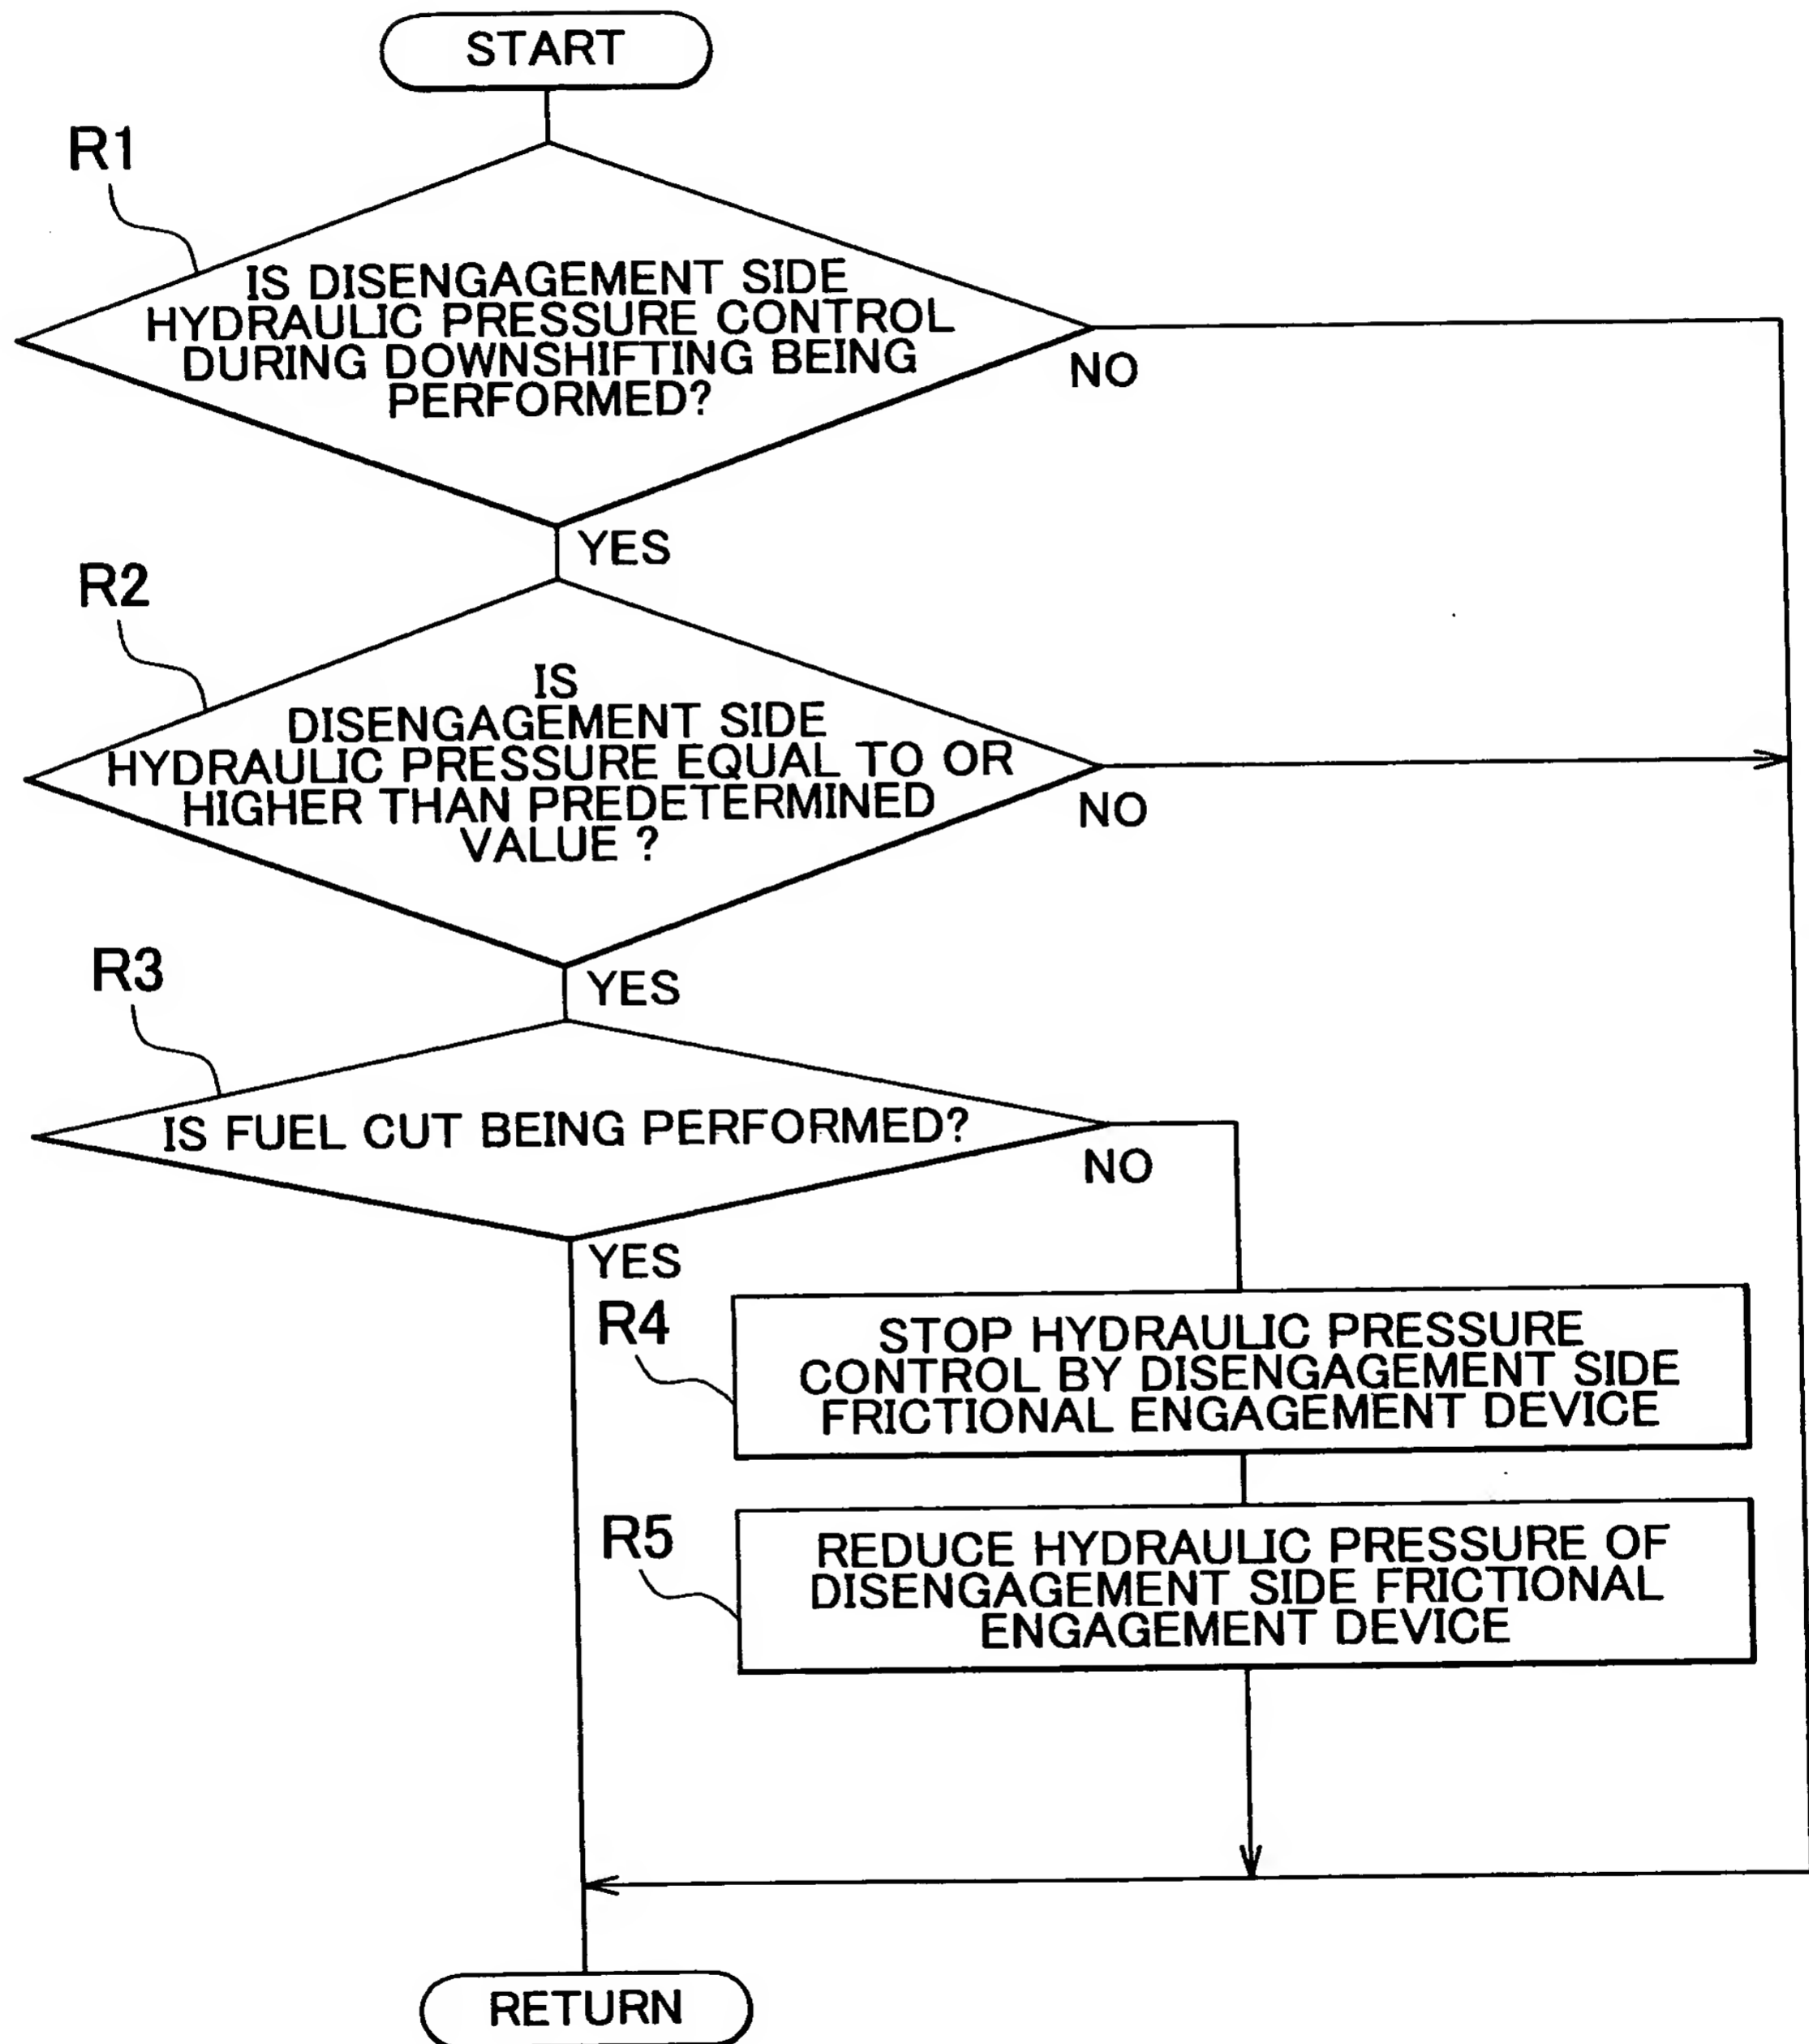 START
R1
IS DISENGAGEMENT SIDE
HYDRAULIC PRESSURE CONTROL
DURING DOWNSHIFTING BEING
PERFORMED?
NO
YES
R2
IS
DISENGAGEMENT SIDE
HYDRAULIC PRESSURE EQUAL TO OR
HIGHER THAN PREDETERMINED
VALUE ?
NO
YES
R3
IS FUEL CUT BEING PERFORMED?
NO
YES
R4
STOP HYDRAULIC PRESSURE
CONTROL BY DISENGAGEMENT SIDE
FRICTIONAL ENGAGEMENT DEVICE
R5
REDUCE HYDRAULIC PRESSURE OF
DISENGAGEMENT SIDE FRICTIONAL
ENGAGEMENT DEVICE
RETURN